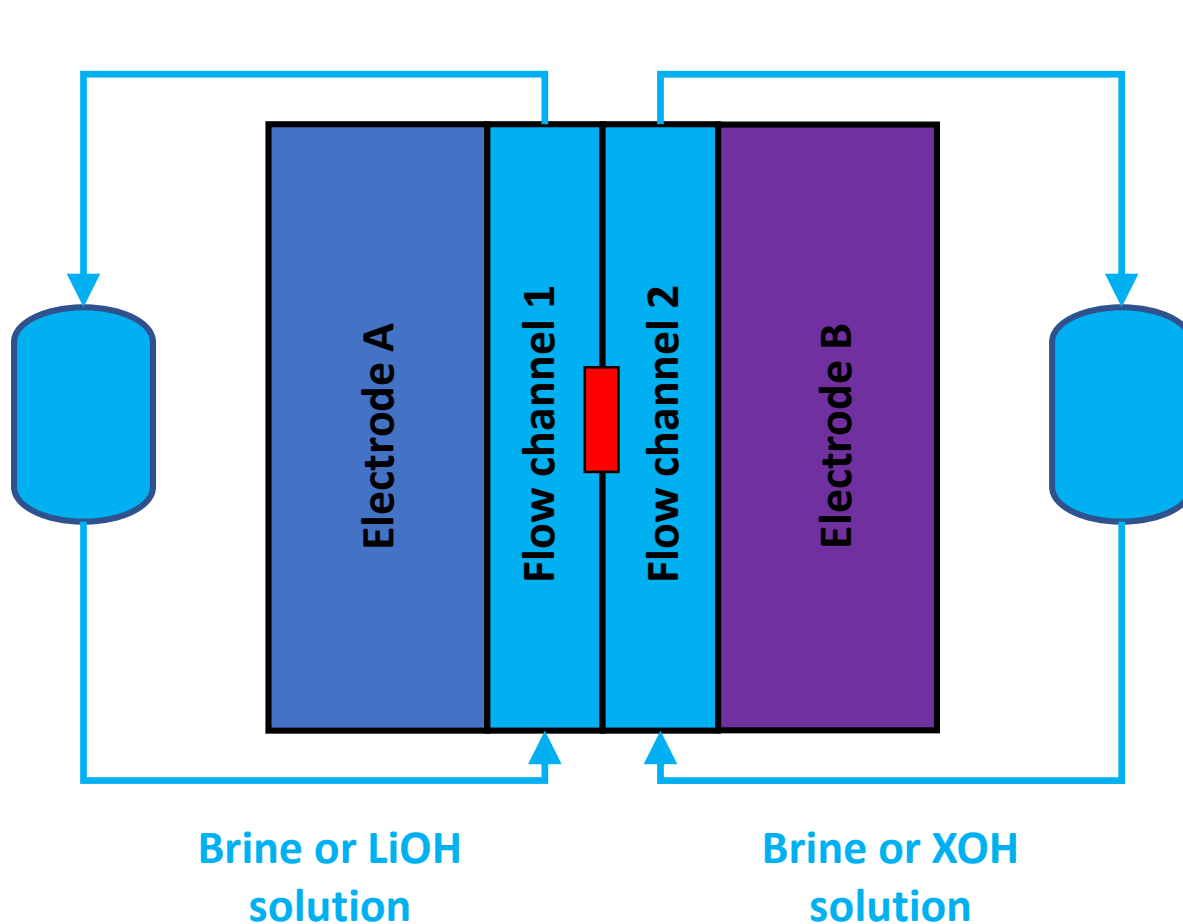 Electrode A
Flow channel 1
Flow channel 2
Electrode B
Brine or LiOH
solution
Brine or XOH
solution